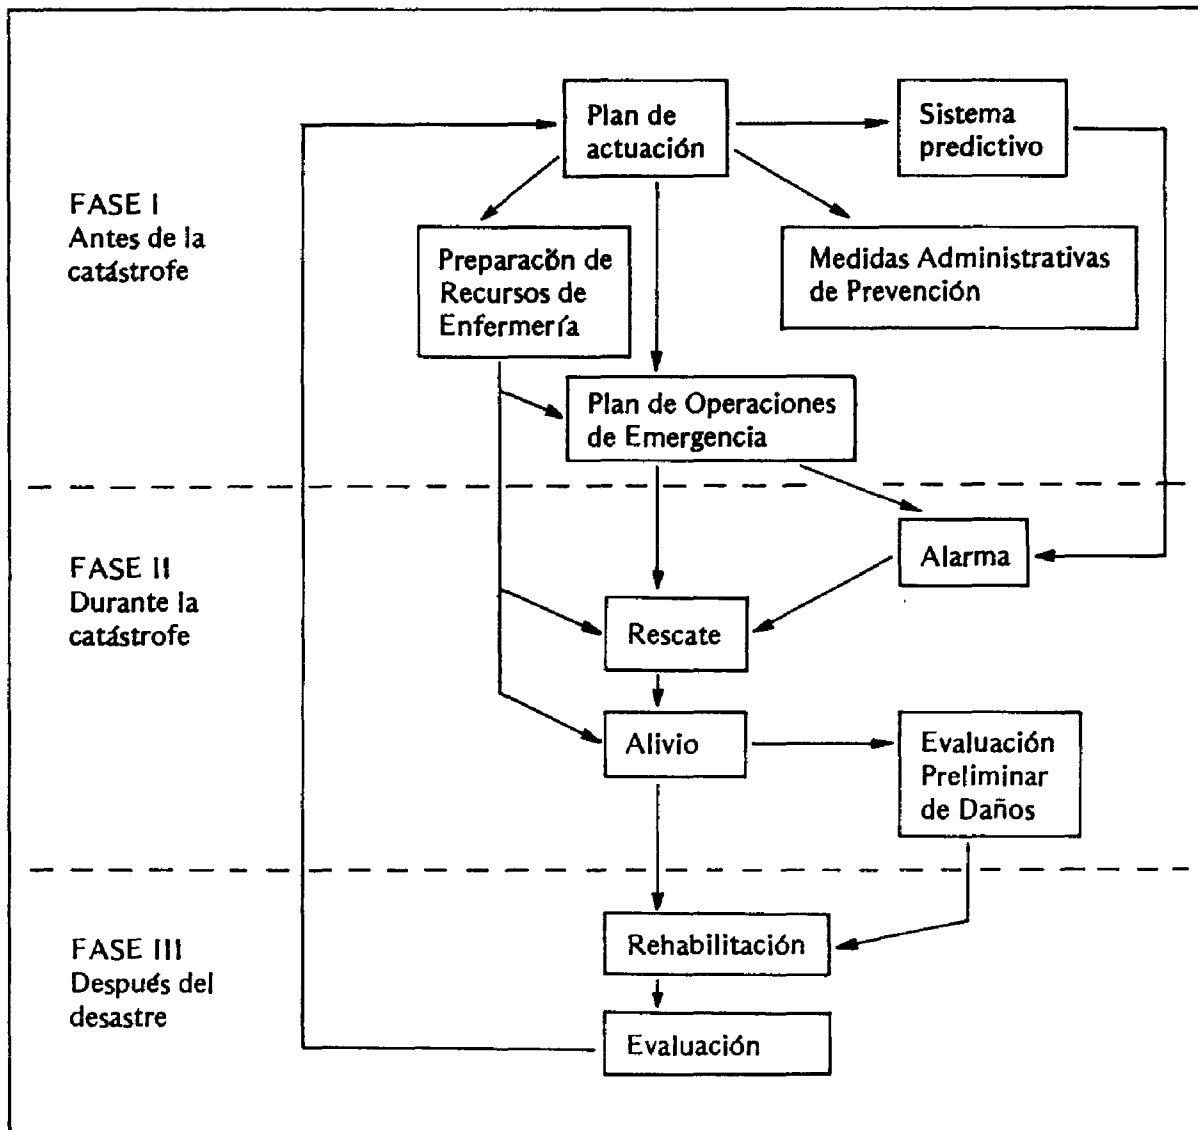 Plan de
actuación
Sistema
predictivo
FASE I
Antes de la
catástrofe
Preparacön de
Recursos de
Enfermería
Medidas Administrativas
de Prevención
Plan de Operaciones
de Emergencia
FASE II
Durante la
catástrofe
Alarma
Rescate
Alivio
Evaluación
Preliminar
de Daños
FASE III
Después del
desastre
Rehabilitación
Evaluación